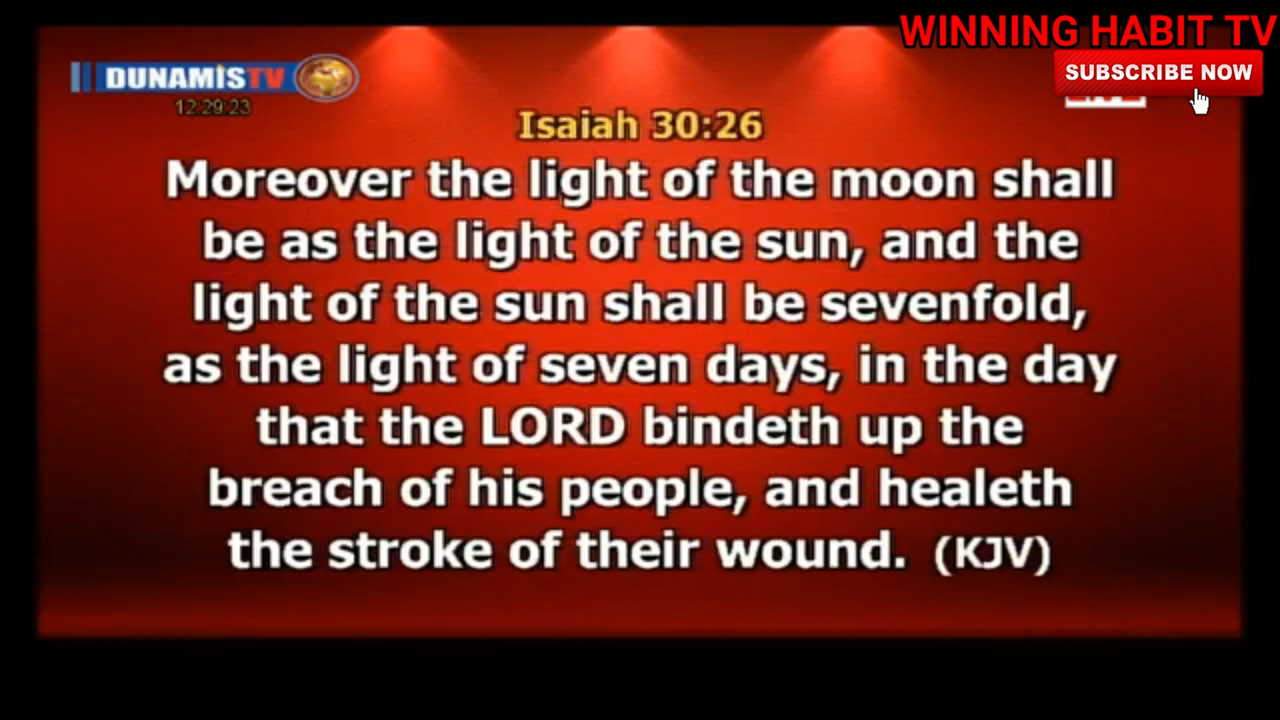 WINNING HABIT TV
SUBSCRIBE NOW
DUNAMIS TV
12:29:23
Isaiah 30:26
Moreover the light of the moon shall
be as the light of the sun, and the
light of the sun shall be sevenfold,
as the light of seven days, in the day
that the LORD bindeth up the
breach of his people, and healeth
the stroke of their wound. (KJV)